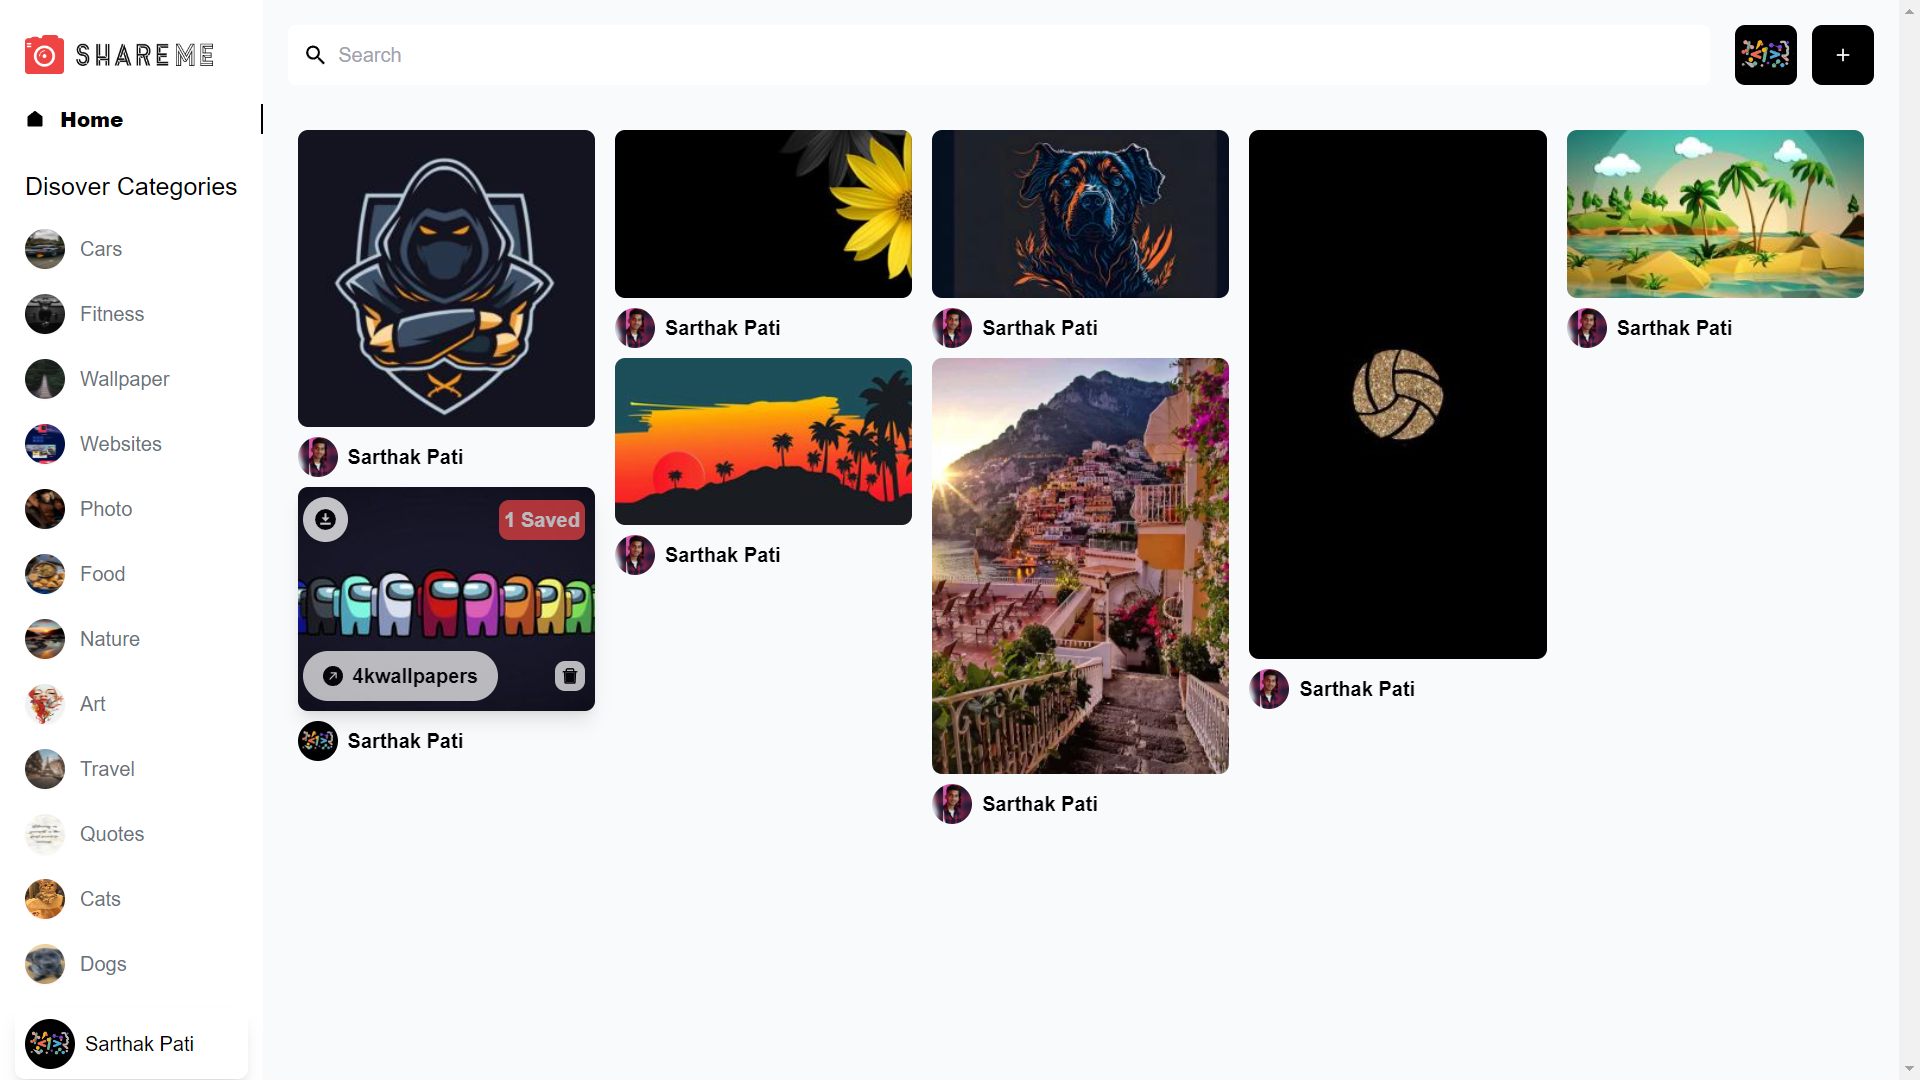 SHAREME
Search
+
Home
Disover Categories
Cars
Fitness
Wallpaper
Websites
Photo
Food
Nature
Art
Travel
Quotes
Cats
Dogs
Sarthak Pati
Sarthak Pati
1 Saved
4kwallpapers
Sarthak Pati
Sarthak Pati
Sarthak Pati
Sarthak Pati
Sarthak Pati
Sarthak Pati
Sarthak Pati